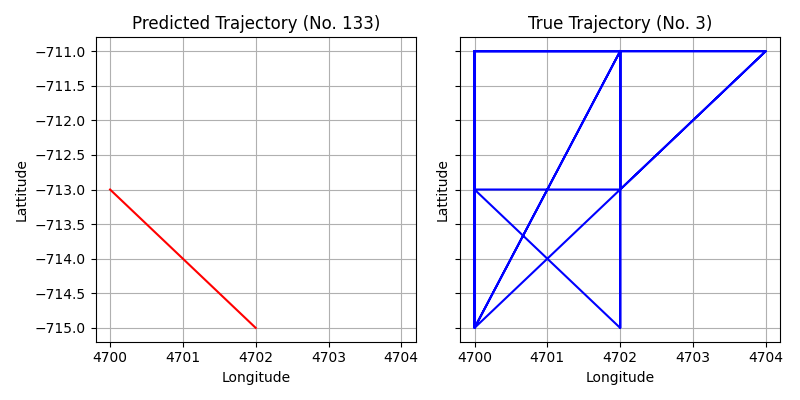 Predicted Trajectory (No. 133)
−711.0
−711.5
−712.0
−712.5
−713.0
−713.5
−714.0
−714.5
−715.0
Lattitude
4700 4701 4702 4703 4704
Longitude
True Trajectory (No. 3)
Lattitude
4700 4701 4702 4703 4704
Longitude